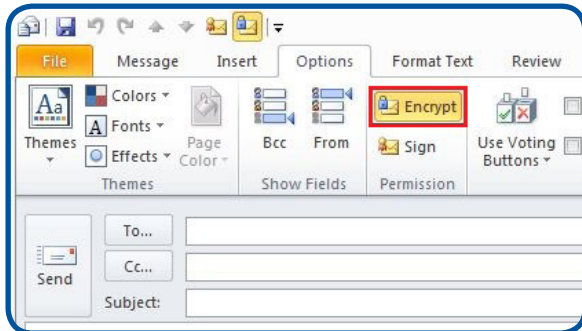 File Message Insert Options Format Text Review
Aa
Themes
Colors
A Fonts
Effects
Page
Color
Themes
Bcc From
Show Fields
Encrypt
Sign
Permission
Use Voting
Buttons
Send
To...
Cc...
Subject: